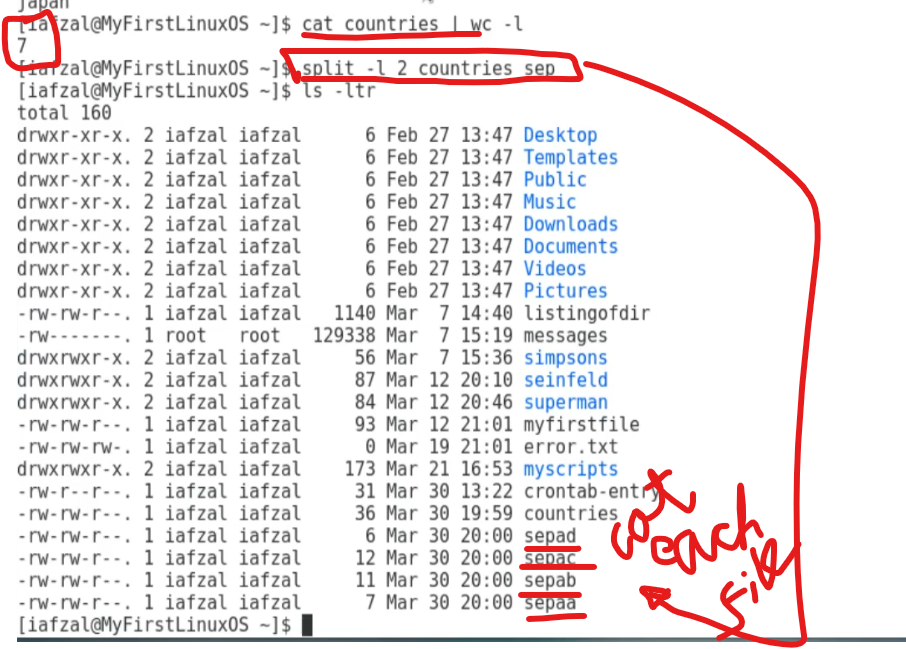 japan
[iafzal@MyFirstLinuxOS ~]$ cat countries | wc -l
7
[iafzal@MyFirstLinuxOS ~]$ split -l 2 countries sep
[iafzal@MyFirstLinuxOS ~]$ ls -ltr
total 160
drwxr-xr-x. 2 iafzal iafzal      6 Feb 27 13:47 Desktop
drwxr-xr-x. 2 iafzal iafzal      6 Feb 27 13:47 Templates
drwxr-xr-x. 2 iafzal iafzal      6 Feb 27 13:47 Public
drwxr-xr-x. 2 iafzal iafzal      6 Feb 27 13:47 Music
drwxr-xr-x. 2 iafzal iafzal      6 Feb 27 13:47 Downloads
drwxr-xr-x. 2 iafzal iafzal      6 Feb 27 13:47 Documents
drwxr-xr-x. 2 iafzal iafzal      6 Feb 27 13:47 Videos
drwxr-xr-x. 2 iafzal iafzal      6 Feb 27 13:47 Pictures
-rw-rw-r--. 1 iafzal iafzal   1140 Mar  7 14:40 listingofdir
-rw-------. 1 root   root   129338 Mar  7 15:19 messages
drwxrwxr-x. 2 iafzal iafzal     56 Mar  7 15:36 simpsons
drwxrwxr-x. 2 iafzal iafzal     87 Mar 12 20:10 seinfeld
drwxrwxr-x. 2 iafzal iafzal     84 Mar 12 20:46 superman
-rw-rw-r--. 1 iafzal iafzal     93 Mar 12 21:01 myfirstfile
-rw-rw-rw-. 1 iafzal iafzal      0 Mar 19 21:01 error.txt
drwxrwxr-x. 2 iafzal iafzal    173 Mar 21 16:53 myscripts
-rw-r--r--. 1 iafzal iafzal     31 Mar 30 13:22 crontab-entry
-rw-rw-r--. 1 iafzal iafzal     36 Mar 30 19:59 countries
-rw-rw-r--. 1 iafzal iafzal      6 Mar 30 20:00 sepad
-rw-rw-r--. 1 iafzal iafzal     12 Mar 30 20:00 sepac
-rw-rw-r--. 1 iafzal iafzal     11 Mar 30 20:00 sepab
-rw-rw-r--. 1 iafzal iafzal      7 Mar 30 20:00 sepaa
[iafzal@MyFirstLinuxOS ~]$
cat
each
file